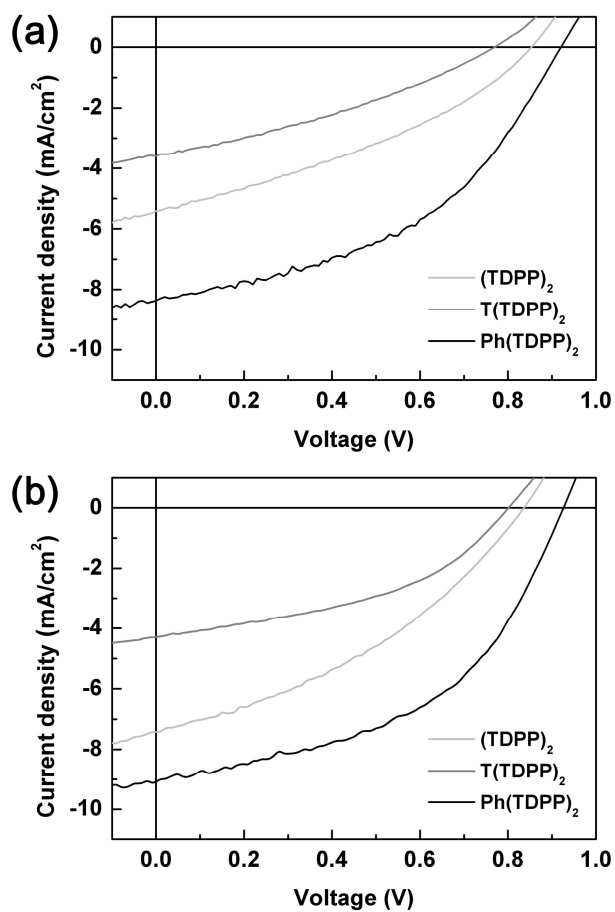 (a)
0
-2
-4
-6
-8
-10
Current density (mA/cm²)
(TDPP)₂
T(TDPP)₂
Ph(TDPP)₂
0.0 0.2 0.4 0.6 0.8 1.0
Voltage (V)
(b)
0
-2
-4
-6
-8
-10
Current density (mA/cm²)
(TDPP)₂
T(TDPP)₂
Ph(TDPP)₂
0.0 0.2 0.4 0.6 0.8 1.0
Voltage (V)